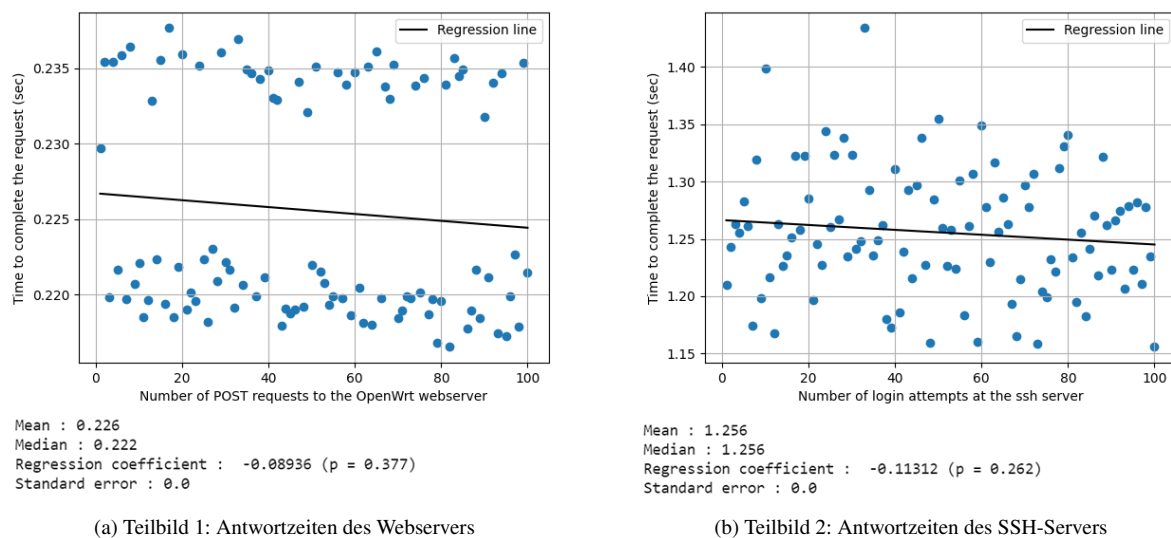 Regression line
Time to complete the request (sec)
0.235
0.230
0.225
0.220
0 20 40 60 80 100
Number of POST requests to the OpenWrt webserver
Mean : 0.226
Median : 0.222
Regression coefficient :  -0.08936 (p = 0.377)
Standard error : 0.0
(a) Teilbild 1: Antwortzeiten des Webservers
Regression line
Time to complete the request (sec)
1.40
1.35
1.30
1.25
1.20
1.15
0 20 40 60 80 100
Number of login attempts at the ssh server
Mean : 1.256
Median : 1.256
Regression coefficient :  -0.11312 (p = 0.262)
Standard error : 0.0
(b) Teilbild 2: Antwortzeiten des SSH-Servers